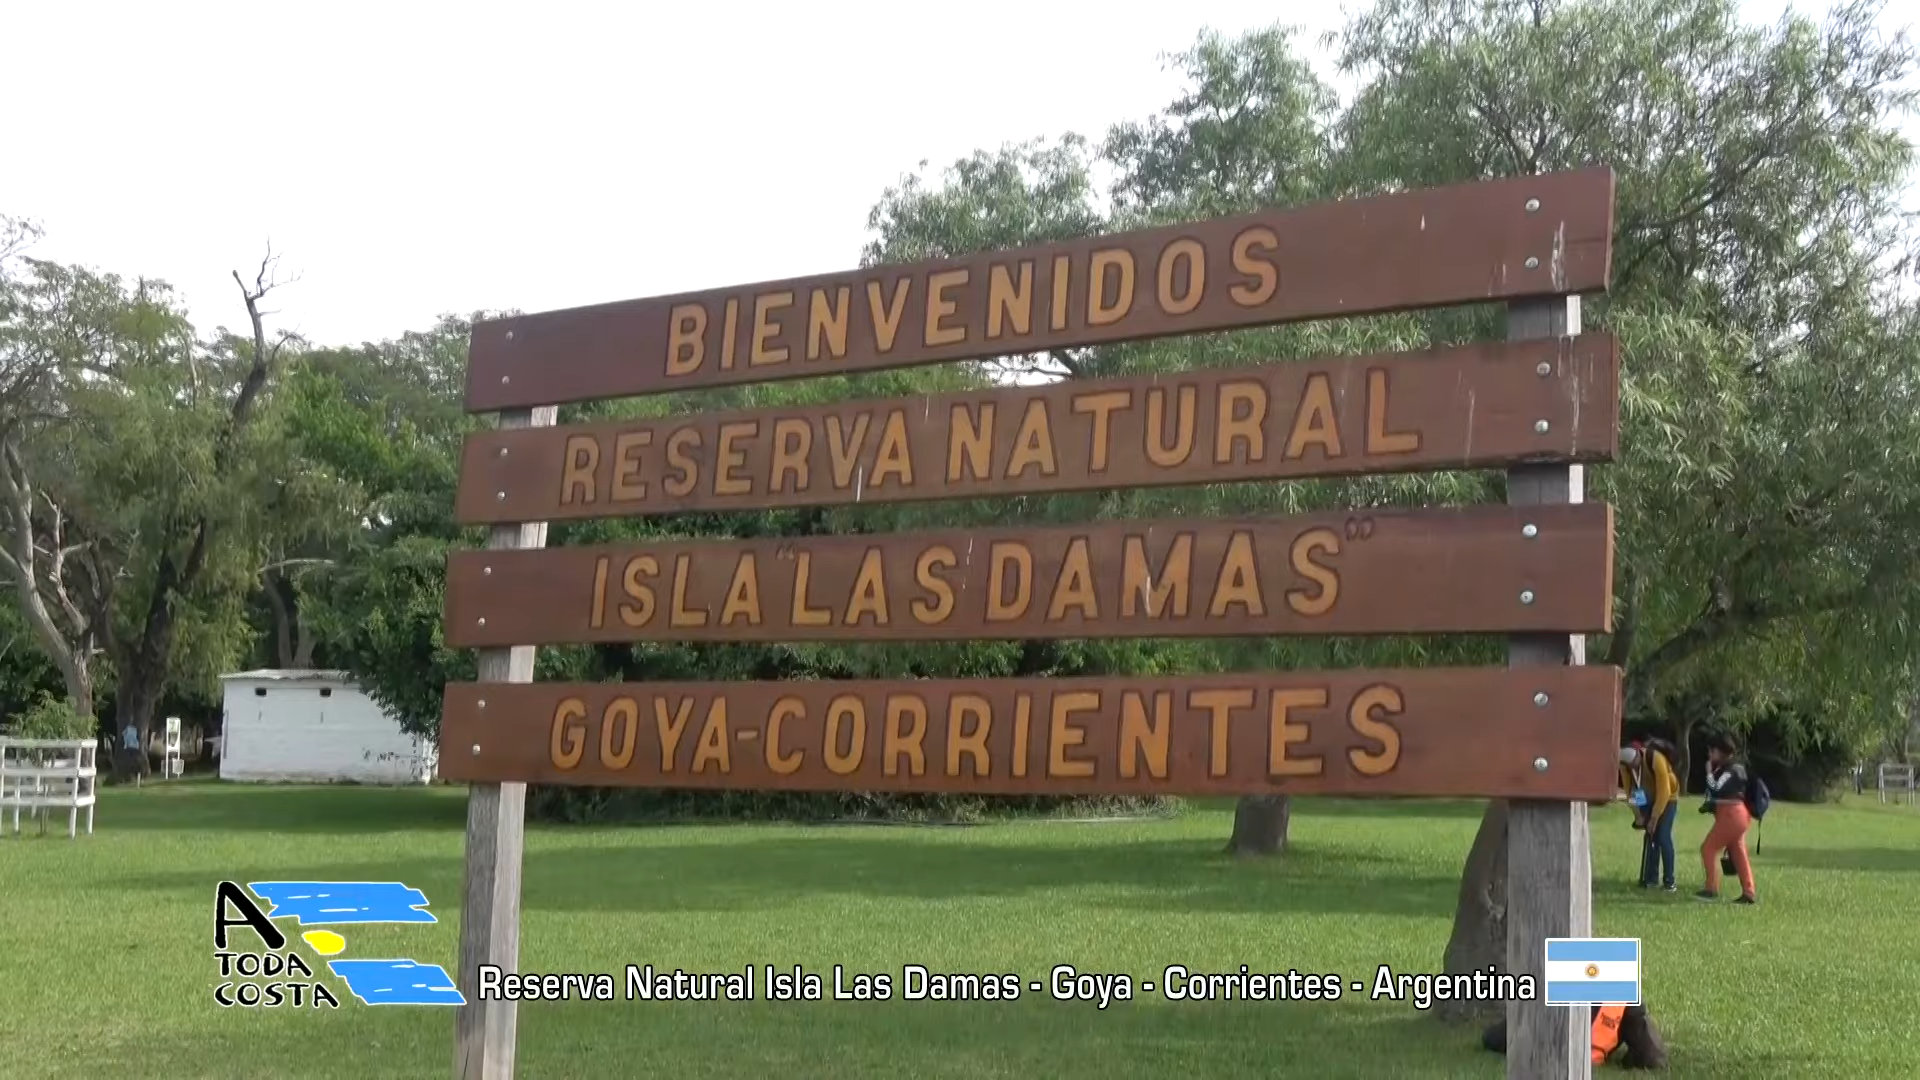 BIENVENIDOS
RESERVA NATURAL
ISLA "LAS DAMAS"
GOYA-CORRIENTES
A
TODA
COSTA
Reserva Natural Isla Las Damas - Goya - Corrientes - Argentina